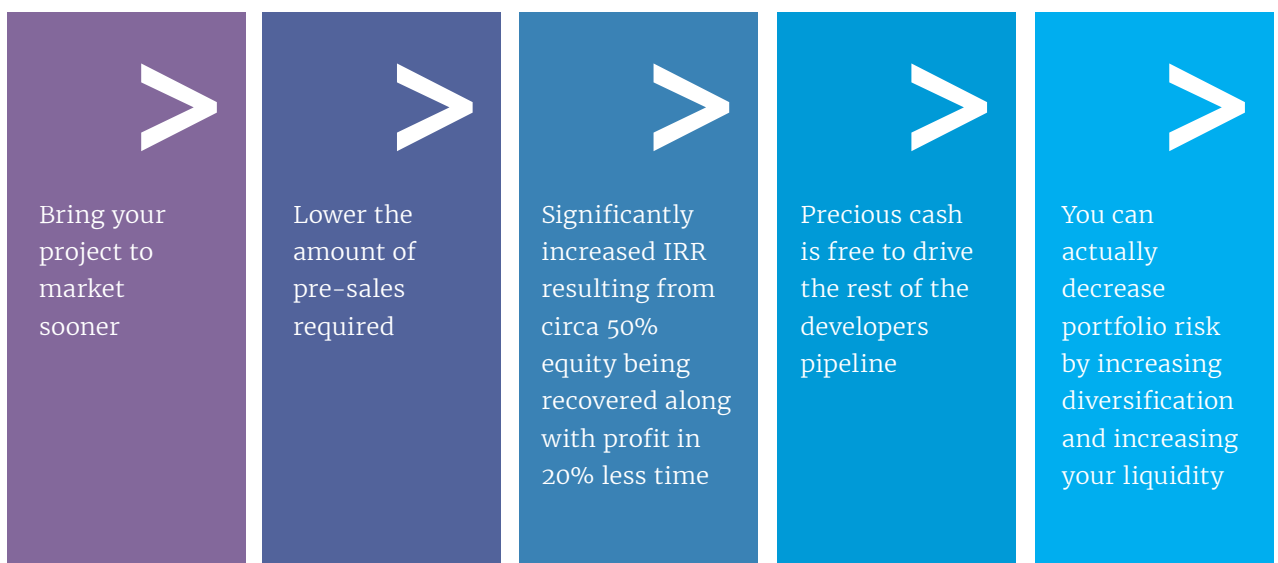 >
Bring your
project to
market
sooner
>
Lower the
amount of
pre-sales
required
>
Significantly
increased IRR
resulting from
circa 50%
equity being
recovered along
with profit in
20% less time
>
Precious cash
is free to drive
the rest of the
developers
pipeline
>
You can
actually
decrease
portfolio risk
by increasing
diversification
and increasing
your liquidity